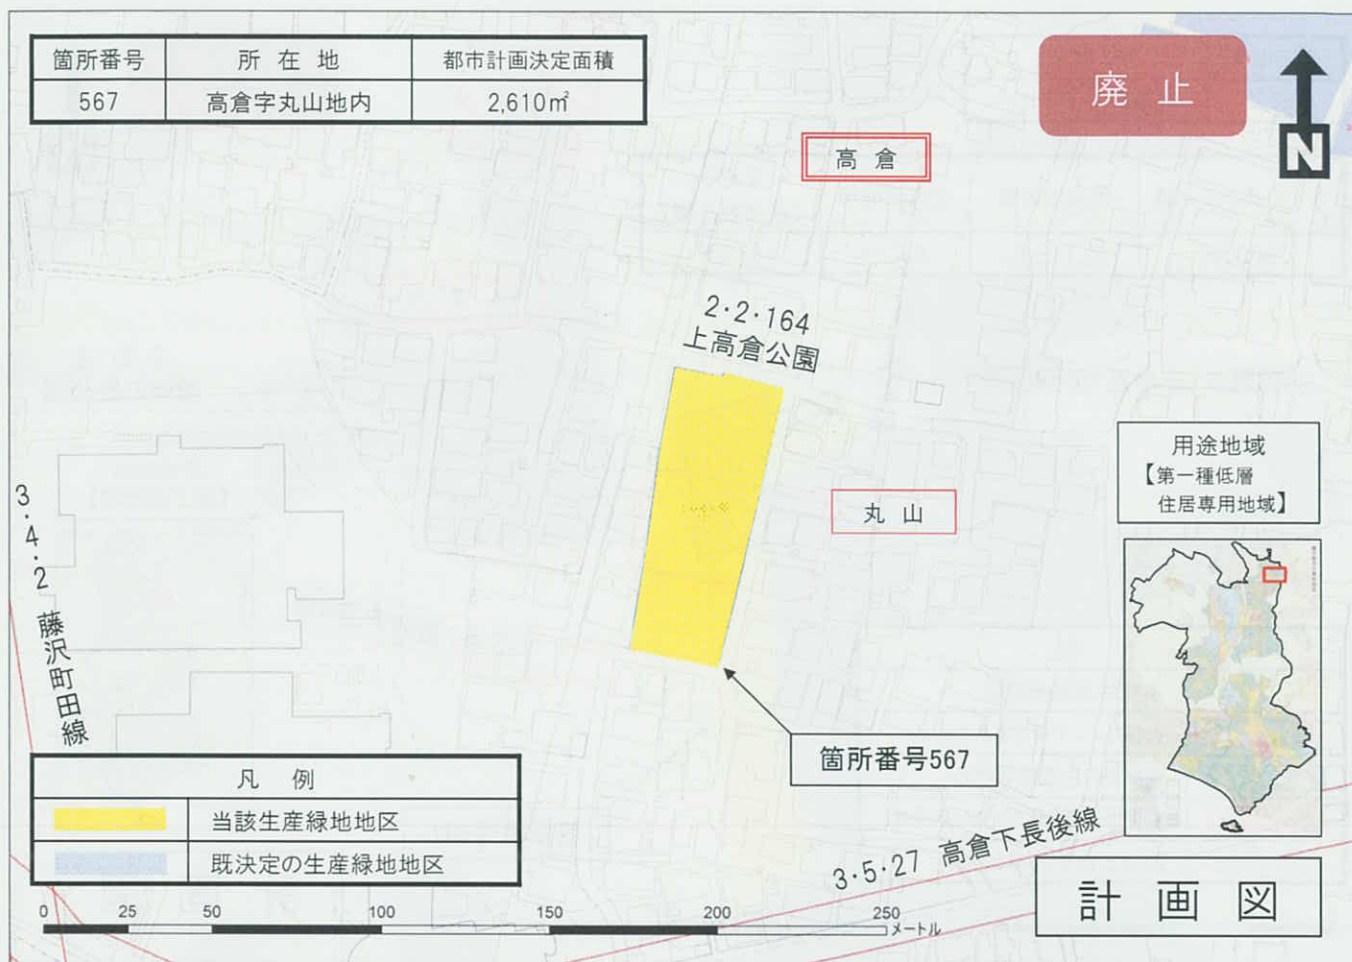 箇所番号 所在地 都市計画決定面積
567 高倉字丸山地内 2,610㎡
廃止
N
高倉
2・2・164
上高倉公園
丸山
用途地域
【第一種低層
住居専用地域】
3・4・2 藤沢町田線
箇所番号567
凡例
当該生産緑地地区
既決定の生産緑地地区
3・5・27 高倉下長後線
計画図
0 25 50 100 150 200 250
メートル